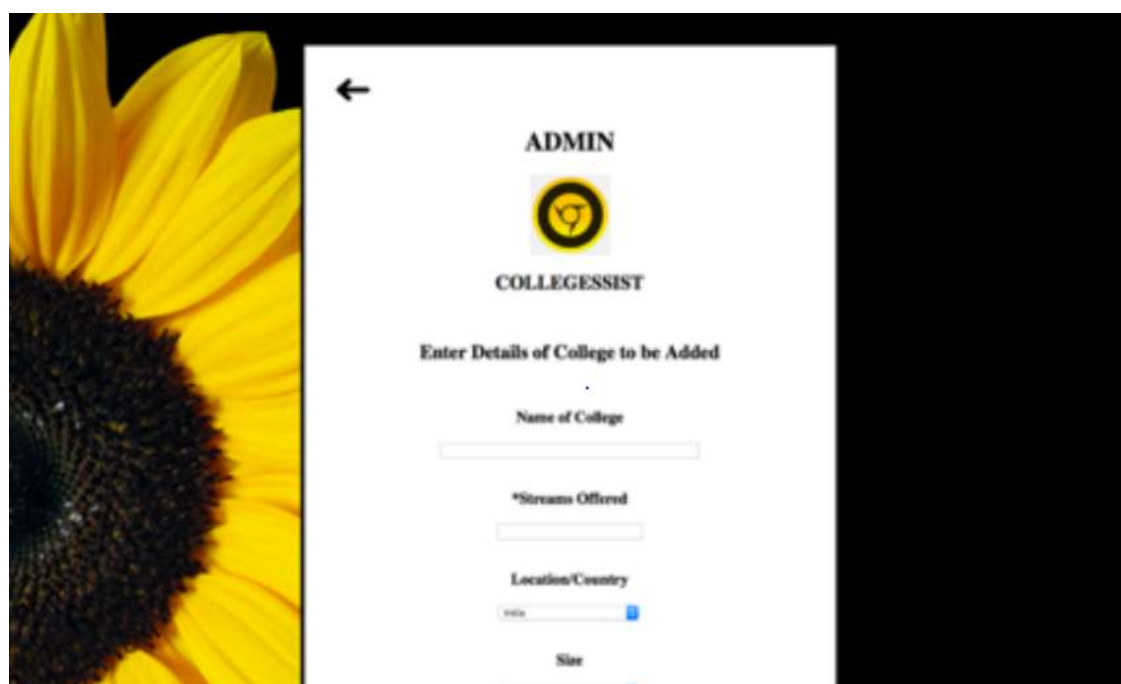 ADMIN
COLLEGESSIST
Enter Details of College to be Added
Name of College
*Streams Offered
Location/Country
India
Size